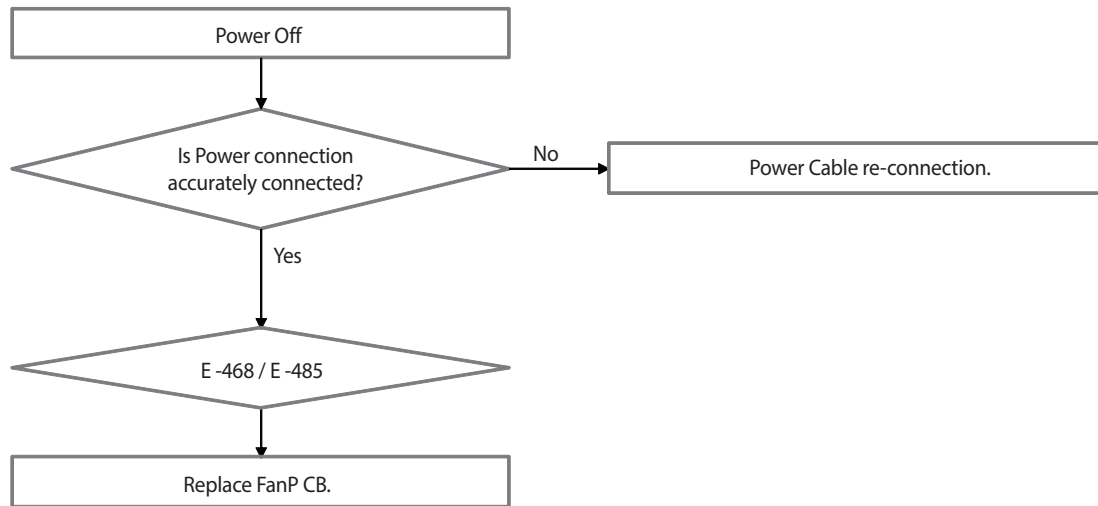 Power Off
Is Power connection
accurately connected?
No
Power Cable re-connection.
Yes
E -468 / E -485
Replace FanP CB.